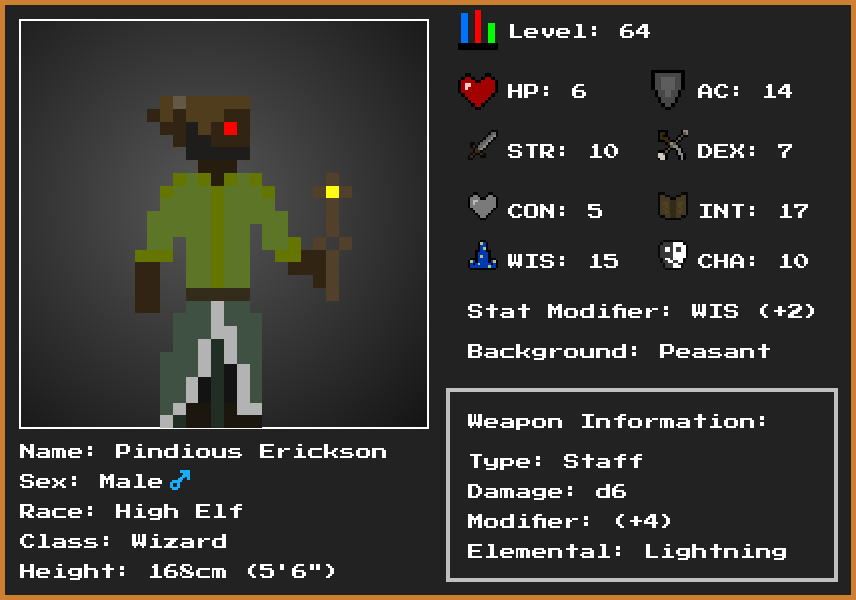 Level: 64
HP: 6 AC: 14
STR: 10 DEX: 7
CON: 5 INT: 17
WIS: 15 CHA: 10
Stat Modifier: WIS (+2)
Background: Peasant
Weapon Information:
Type: Staff
Damage: d6
Modifier: (+4)
Elemental: Lightning
Name: Pindious Erickson
Sex: Male ♂
Race: High Elf
Class: Wizard
Height: 168cm (5'6")